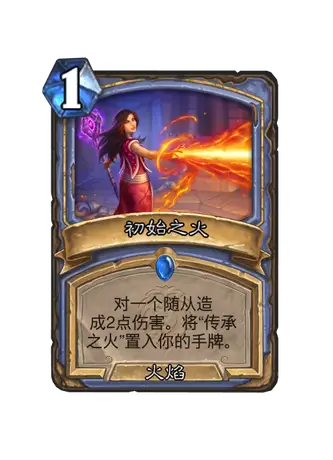 1
初始之火
对一个随从造
成2点伤害。将“传承
之火”置入你的手牌。
火焰